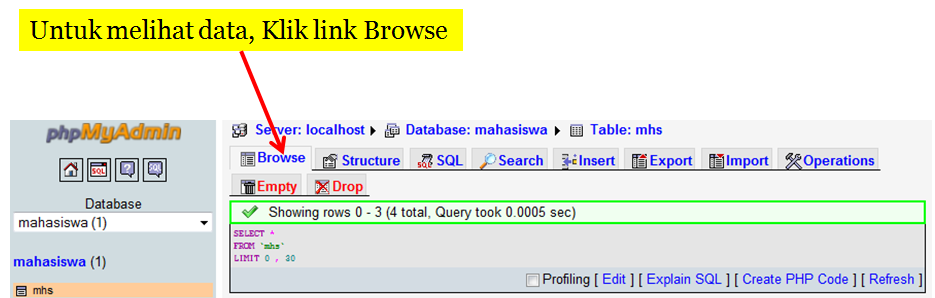 Untuk melihat data, Klik link Browse
phpMyAdmin
SQL
Database
mahasiswa (1)
mahasiswa (1)
mhs
Server: localhost Database: mahasiswa Table: mhs
Browse Structure SQL Search Insert Export Import Operations
Empty Drop
Showing rows 0 - 3 (4 total, Query took 0.0005 sec)
SELECT *
FROM `mhs`
LIMIT 0 , 30
Profiling [ Edit ] [ Explain SQL ] [ Create PHP Code ] [ Refresh ]